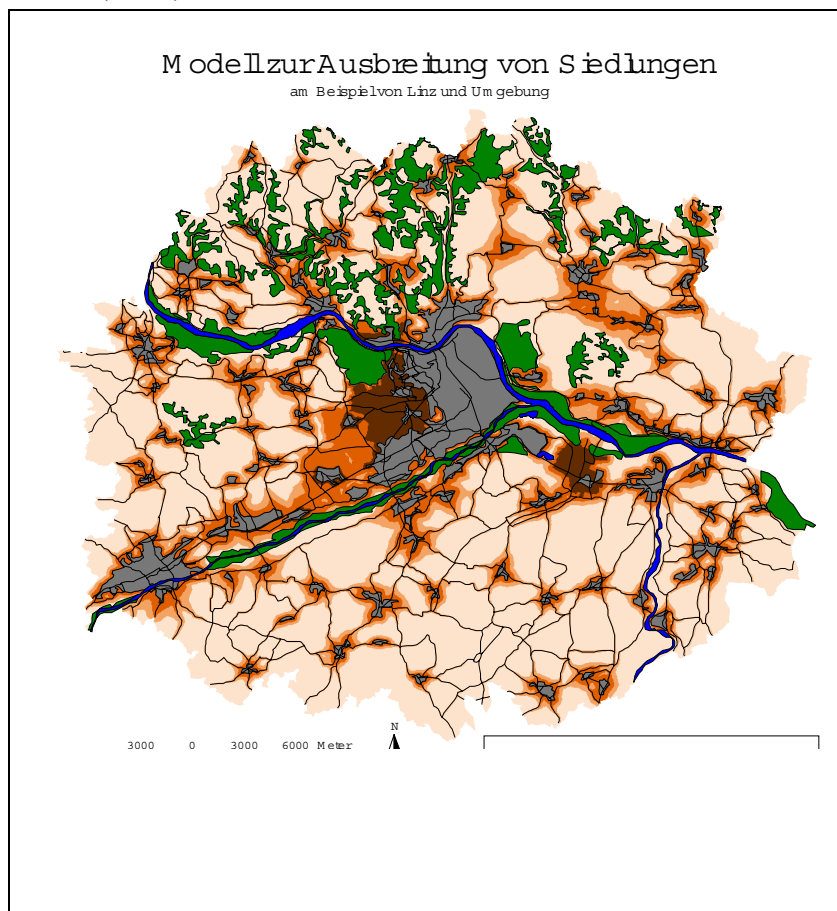 Modell zur Ausbreitung von Siedlungen
am Beispiel von Linz und Umgebung
N
3000 0 3000 6000 Meter